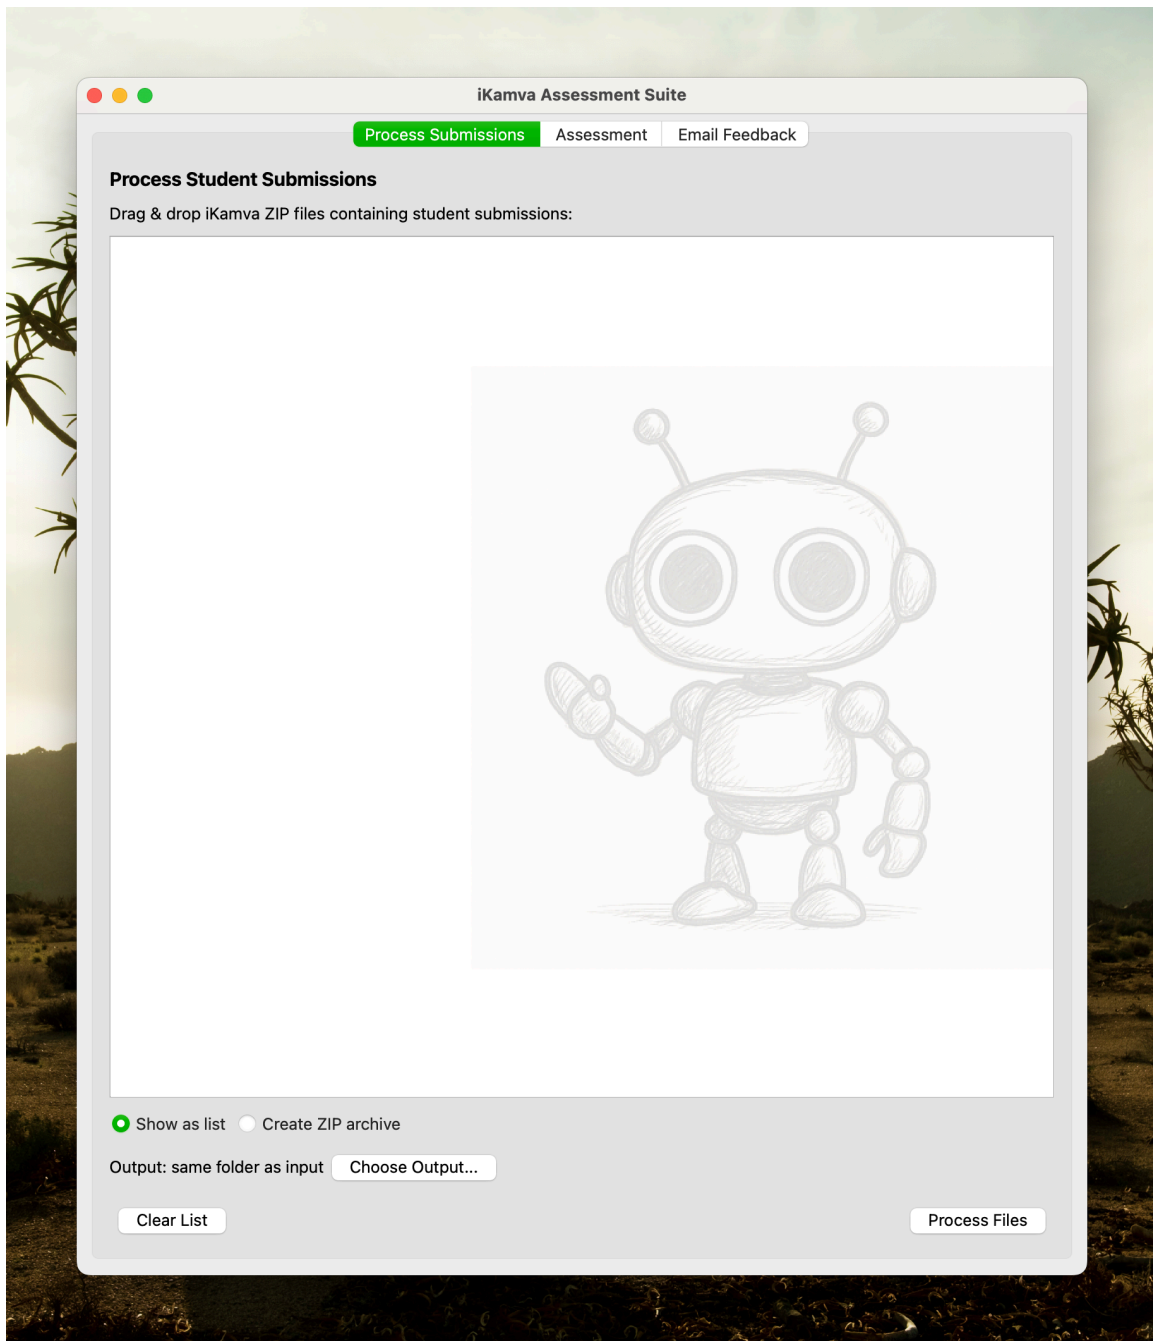 iKamva Assessment Suite
Process Submissions Assessment Email Feedback
Process Student Submissions
Drag & drop iKamva ZIP files containing student submissions:
Show as list Create ZIP archive
Output: same folder as input Choose Output...
Clear List Process Files